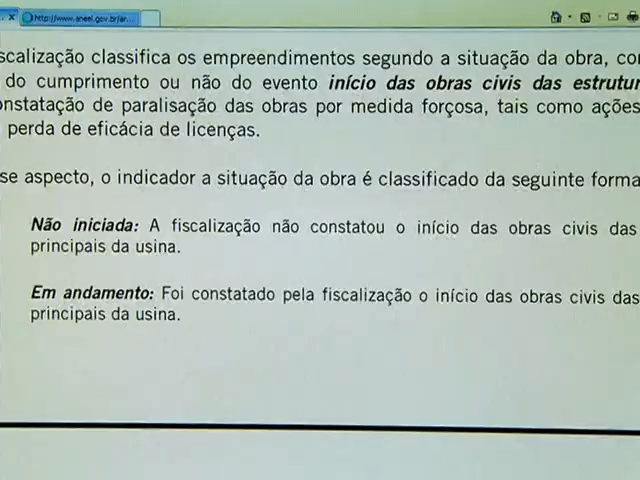 http://www.aneel.gov.br/ar...
scalização classifica os empreendimentos segundo a situação da obra, co
do cumprimento ou não do evento início das obras civis das estrutur
onstatação de paralisação das obras por medida forçosa, tais como ações
perda de eficácia de licenças.
se aspecto, o indicador a situação da obra é classificado da seguinte forma
Não iniciada: A fiscalização não constatou o início das obras civis das
principais da usina.
Em andamento: Foi constatado pela fiscalização o início das obras civis das
principais da usina.